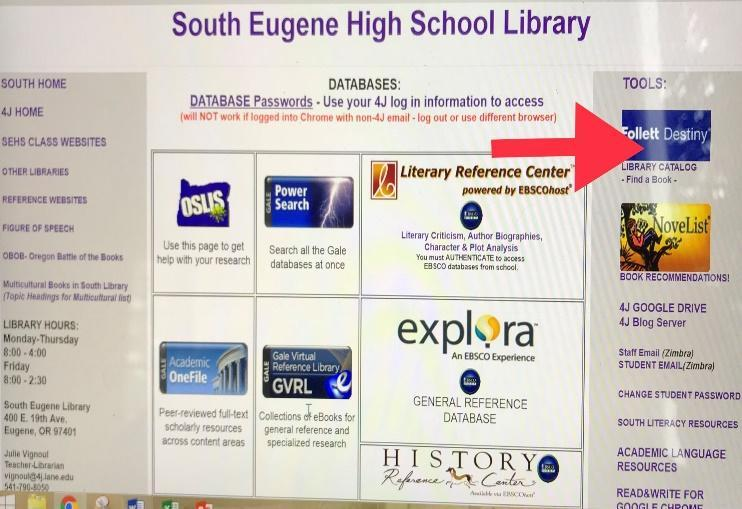 South Eugene High School Library
SOUTH HOME
4J HOME
SEHS CLASS WEBSITES
OTHER LIBRARIES
REFERENCE WEBSITES
FIGURE OF SPEECH
OBOB- Oregon Battle of the Books
Multicultural Books in South Library
(Topic Headings for Multicultural list)
LIBRARY HOURS:
Monday-Thursday
8:00 - 4:00
Friday
8:00 - 2:30
South Eugene Library
400 E. 19th Ave.
Eugene, OR 97401
Julie Vignoul
Teacher-Librarian
vignoul@4j.lane.edu
541-790-8050
DATABASES:
DATABASE Passwords - Use your 4J log in information to access
(will NOT work if logged into Chrome with non-4J email - log out or use different browser)
OSLIS
Use this page to get
help with your research
GALE
Power
Search
Search all the Gale
databases at once
Literary Reference Center™
powered by EBSCOhost®
Literary Criticism, Author Biographies,
Character & Plot Analysis
You must AUTHENTICATE to access
EBSCO databases from school.
GALE
Academic
OneFile
Peer-reviewed full-text
scholarly resources
across content areas
GALE
Gale Virtual
Reference Library
GVRL
Collections of eBooks for
general reference and
specialized research
explora™
An EBSCO Experience
GENERAL REFERENCE
DATABASE
HISTORY
Reference Center
Available via EBSCOhost®
TOOLS:
Follett Destiny®
LIBRARY CATALOG
- Find a Book -
NoveList®
BOOK RECOMMENDATIONS!
4J GOOGLE DRIVE
4J Blog Server
Staff Email (Zimbra)
STUDENT EMAIL(Zimbra)
CHANGE STUDENT PASSWORD
SOUTH LITERACY RESOURCES
ACADEMIC LANGUAGE
RESOURCES
READ&WRITE FOR
GOOGLE CHROME